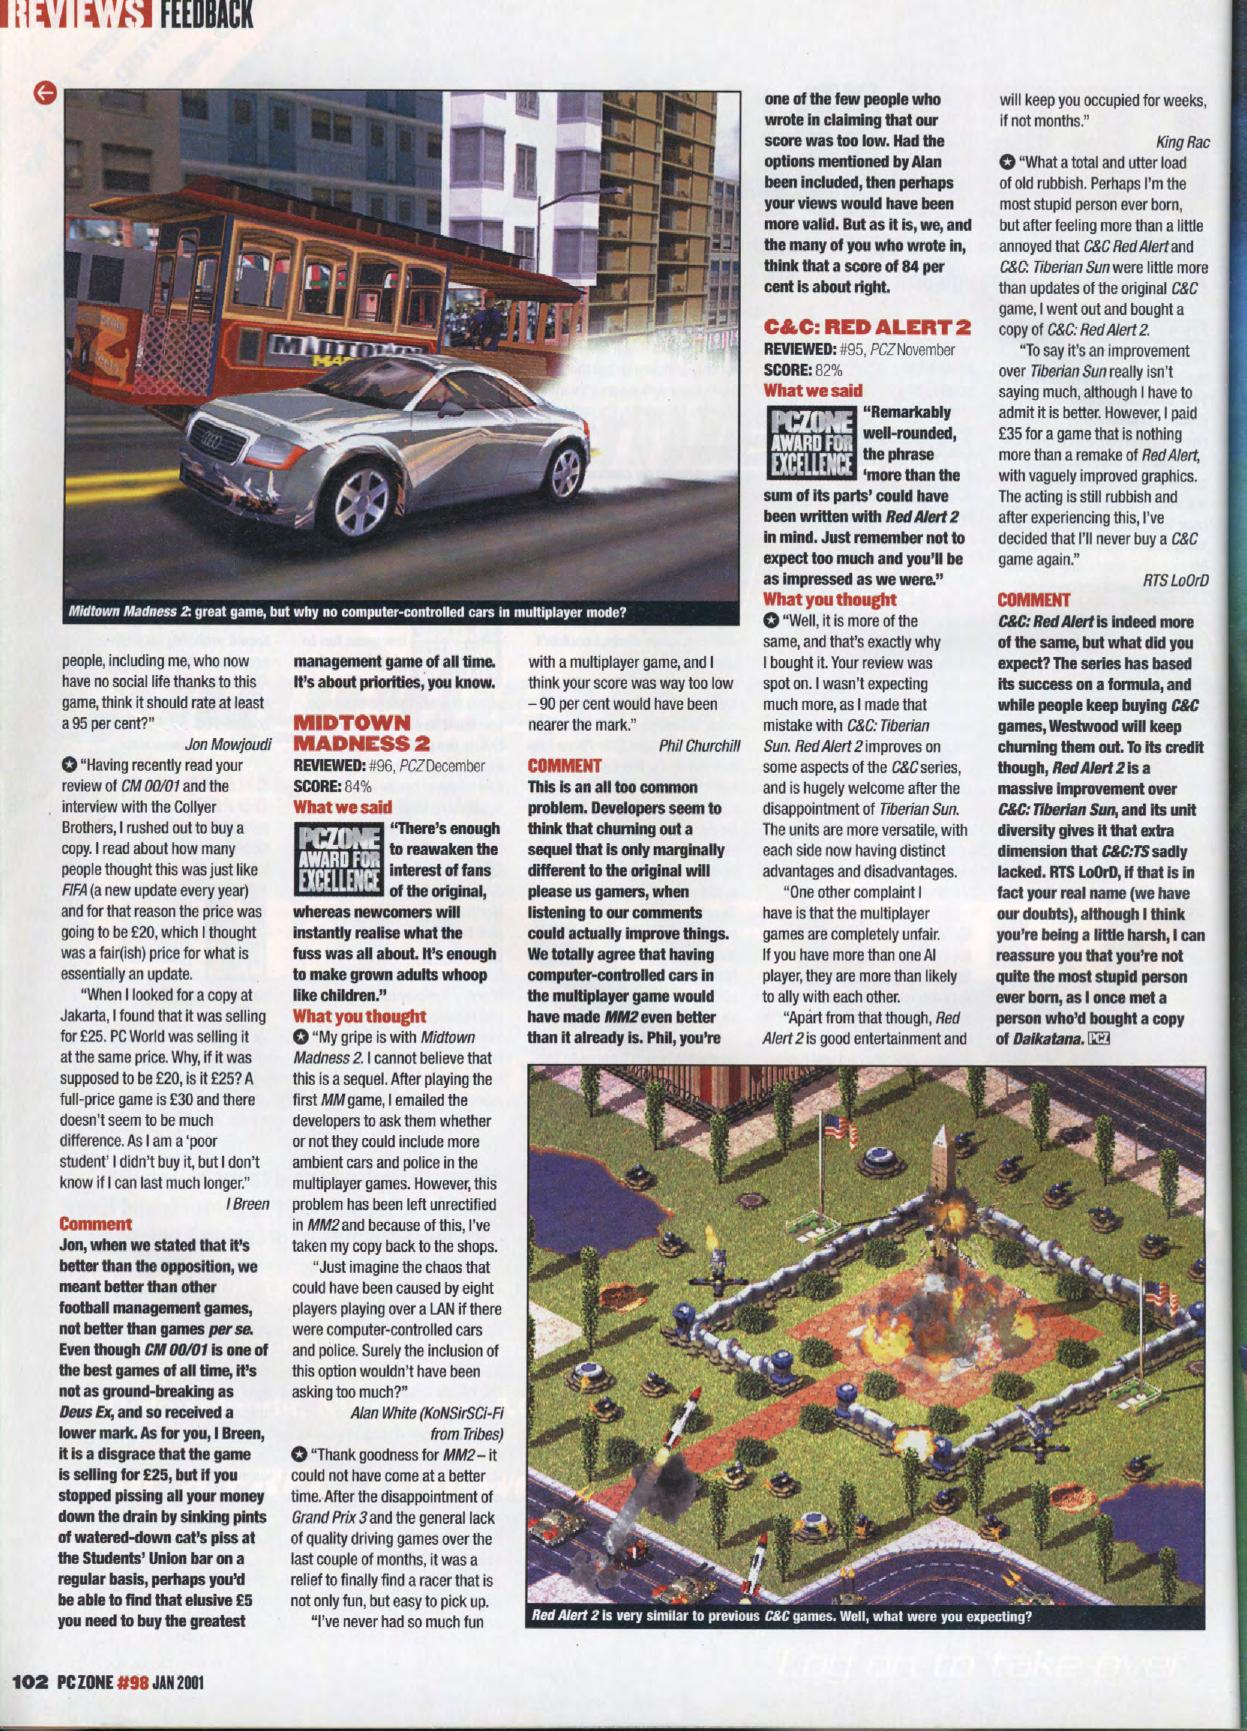 REVIEWS FEEDBACK
MIDTOWN
Midtown Madness 2: great game, but why no computer-controlled cars in multiplayer mode?
people, including me, who now
have no social life thanks to this
game, think it should rate at least
a 95 per cent?"
Jon Mowjoudi
"Having recently read your
review of CM 00/01 and the
interview with the Collyer
Brothers, I rushed out to buy a
copy. I read about how many
people thought this was just like
FIFA (a new update every year)
and for that reason the price was
going to be £20, which I thought
was a fair(ish) price for what is
essentially an update.
"When I looked for a copy at
Jakarta, I found that it was selling
for £25. PC World was selling it
at the same price. Why, if it was
supposed to be £20, is it £25? A
full-price game is £30 and there
doesn't seem to be much
difference. As I am a 'poor
student' I didn't buy it, but I don't
know if I can last much longer."
I Breen
Comment
Jon, when we stated that it's
better than the opposition, we
meant better than other
football management games,
not better than games per se.
Even though CM 00/01 is one of
the best games of all time, it's
not as ground-breaking as
Deus Ex, and so received a
lower mark. As for you, I Breen,
it is a disgrace that the game
is selling for £25, but if you
stopped pissing all your money
down the drain by sinking pints
of watered-down cat's piss at
the Students' Union bar on a
regular basis, perhaps you'd
be able to find that elusive £5
you need to buy the greatest
management game of all time.
It's about priorities, you know.
MIDTOWN
MADNESS 2
REVIEWED: #96, PCZ December
SCORE: 84%
What we said
PCZONE
AWARD FOR
EXCELLENCE
"There's enough
to reawaken the
interest of fans
of the original,
whereas newcomers will
instantly realise what the
fuss was all about. It's enough
to make grown adults whoop
like children."
What you thought
"My gripe is with Midtown
Madness 2. I cannot believe that
this is a sequel. After playing the
first MM game, I emailed the
developers to ask them whether
or not they could include more
ambient cars and police in the
multiplayer games. However, this
problem has been left unrectified
in MM2 and because of this, I've
taken my copy back to the shops.
"Just imagine the chaos that
could have been caused by eight
players playing over a LAN if there
were computer-controlled cars
and police. Surely the inclusion of
this option wouldn't have been
asking too much?"
Alan White (KoNSirSCi-Fi
from Tribes)
"Thank goodness for MM2 – it
could not have come at a better
time. After the disappointment of
Grand Prix 3 and the general lack
of quality driving games over the
last couple of months, it was a
relief to finally find a racer that is
not only fun, but easy to pick up.
"I've never had so much fun
with a multiplayer game, and I
think your score was way too low
– 90 per cent would have been
nearer the mark."
Phil Churchill
COMMENT
This is an all too common
problem. Developers seem to
think that churning out a
sequel that is only marginally
different to the original will
please us gamers, when
listening to our comments
could actually improve things.
We totally agree that having
computer-controlled cars in
the multiplayer game would
have made MM2 even better
than it already is. Phil, you're
one of the few people who
wrote in claiming that our
score was too low. Had the
options mentioned by Alan
been included, then perhaps
your views would have been
more valid. But as it is, we, and
the many of you who wrote in,
think that a score of 84 per
cent is about right.
C&C: RED ALERT 2
REVIEWED: #95, PCZ November
SCORE: 82%
What we said
PCZONE
AWARD FOR
EXCELLENCE
"Remarkably
well-rounded,
the phrase
'more than the
sum of its parts' could have
been written with Red Alert 2
in mind. Just remember not to
expect too much and you'll be
as impressed as we were."
What you thought
"Well, it is more of the
same, and that's exactly why
I bought it. Your review was
spot on. I wasn't expecting
much more, as I made that
mistake with C&C: Tiberian
Sun. Red Alert 2 improves on
some aspects of the C&C series,
and is hugely welcome after the
disappointment of Tiberian Sun.
The units are more versatile, with
each side now having distinct
advantages and disadvantages.
"One other complaint I
have is that the multiplayer
games are completely unfair.
If you have more than one AI
player, they are more than likely
to ally with each other.
"Apart from that though, Red
Alert 2 is good entertainment and
will keep you occupied for weeks,
if not months."
King Rac
"What a total and utter load
of old rubbish. Perhaps I'm the
most stupid person ever born,
but after feeling more than a little
annoyed that C&C Red Alert and
C&C: Tiberian Sun were little more
than updates of the original C&C
game, I went out and bought a
copy of C&C: Red Alert 2.
"To say it's an improvement
over Tiberian Sun really isn't
saying much, although I have to
admit it is better. However, I paid
£35 for a game that is nothing
more than a remake of Red Alert,
with vaguely improved graphics.
The acting is still rubbish and
after experiencing this, I've
decided that I'll never buy a C&C
game again."
RTS LoOrD
COMMENT
C&C: Red Alert is indeed more
of the same, but what did you
expect? The series has based
its success on a formula, and
while people keep buying C&C
games, Westwood will keep
churning them out. To its credit
though, Red Alert 2 is a
massive improvement over
C&C: Tiberian Sun, and its unit
diversity gives it that extra
dimension that C&C:TS sadly
lacked. RTS LoOrD, if that is in
fact your real name (we have
our doubts), although I think
you're being a little harsh, I can
reassure you that you're not
quite the most stupid person
ever born, as I once met a
person who'd bought a copy
of Daikatana. PCZ
Red Alert 2 is very similar to previous C&C games. Well, what were you expecting?
102 PC ZONE #98 JAN 2001